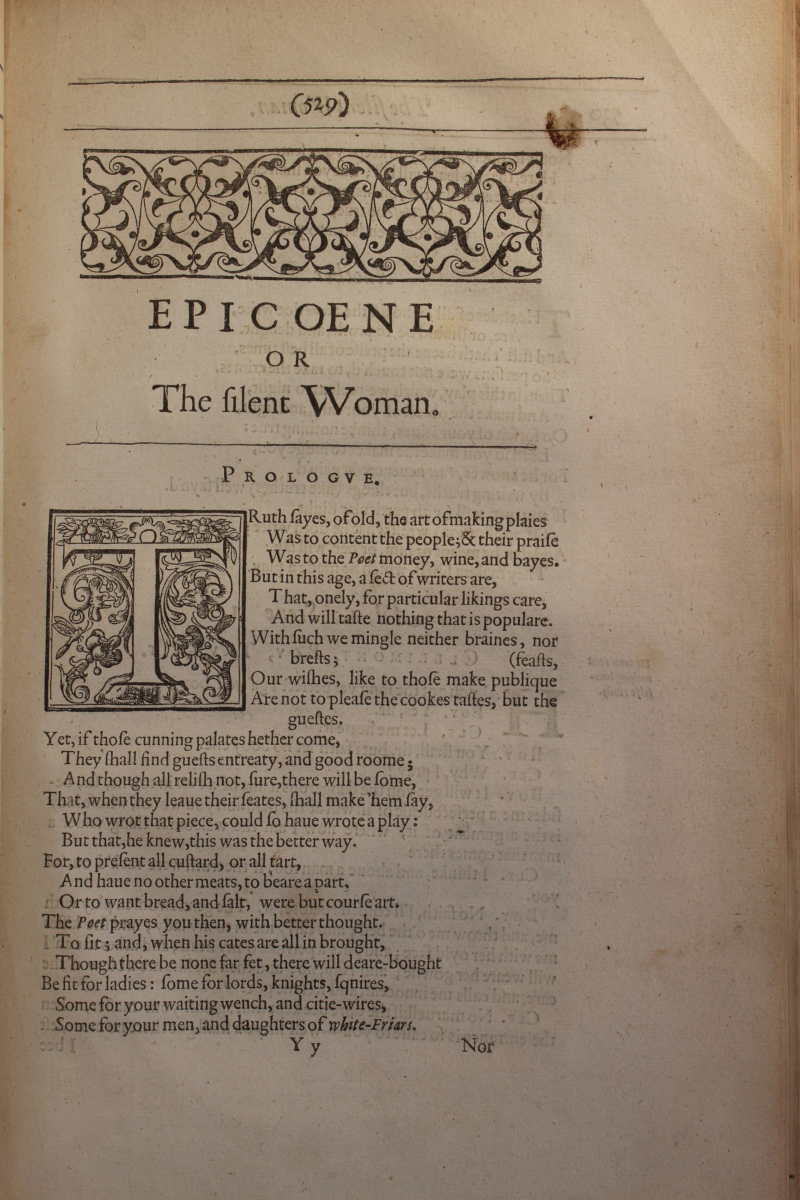 (529)
EPICOENE
OR
The ſilent Woman.
PROLOGVE.
TRuth ſayes, of old, the art of making plaies
Was to content the people; & their praiſe
Was to the Poet money, wine, and bayes.
But in this age, a ſect of writers are,
That, onely, for particular likings care,
And will taſte nothing that is populare.
With ſuch we mingle neither braines, nor
breſts; (feaſts,
Our wiſhes, like to thoſe make publique
Are not to pleaſe the cookes taſtes, but the
gueſtes.
Yet, if thoſe cunning palates hether come,
They ſhall find gueſts entreaty, and good roome;
And though all reliſh not, ſure, there will be ſome,
That, when they leaue their ſeates, ſhall make 'hem ſay,
Who wrot that piece, could ſo haue wrote a play:
But that, he knew, this was the better way.
For, to preſent all cuſtard, or all tart,
And haue no other meats, to beare a part,
Or to want bread, and ſalt, were but courſe art.
The Poet prayes you then, with better thought
To ſit; and, when his cates are all in brought,
Though there be none far fet, there will deare-bought
Be fit for ladies: ſome for lords, knights, ſqnires,
Some for your waiting wench, and citie-wires,
Some for your men, and daughters of white-Friars.
Y y Nor